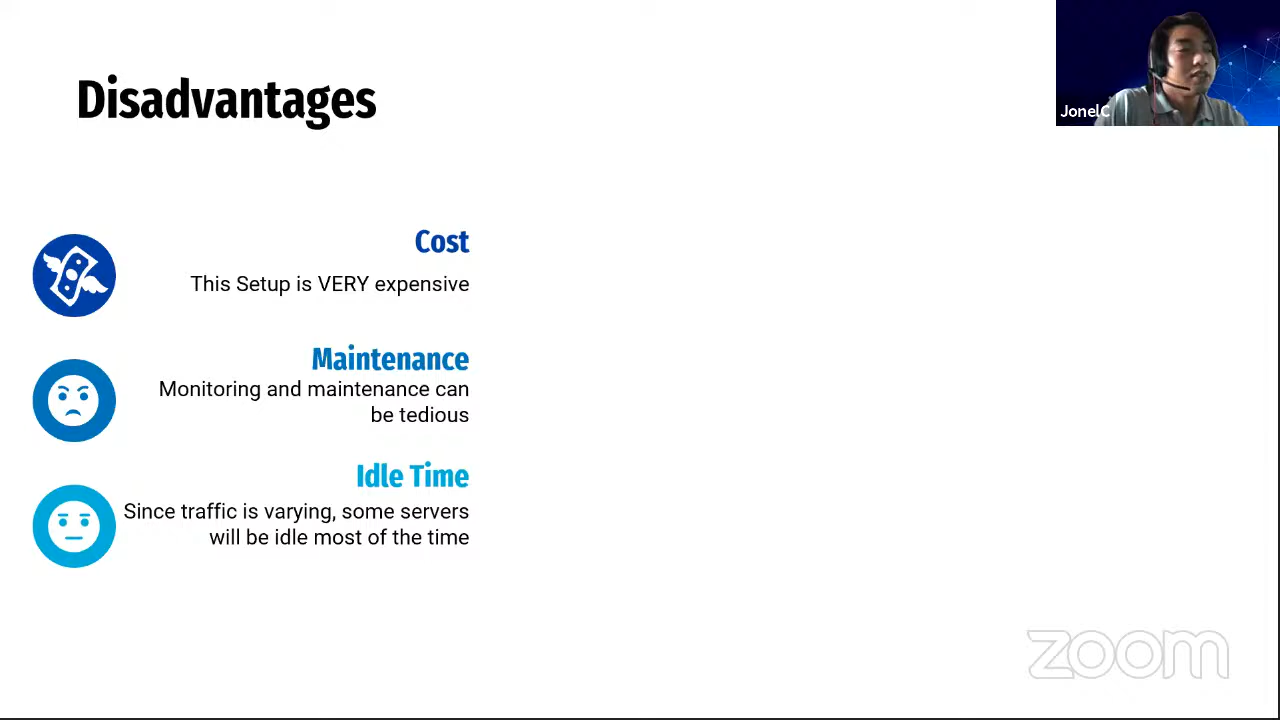 Disadvantages
JonelC
Cost
This Setup is VERY expensive
Maintenance
Monitoring and maintenance can
be tedious
Idle Time
Since traffic is varying, some servers
will be idle most of the time
zoom